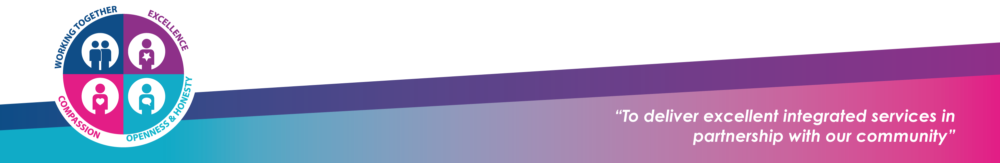 WORKING TOGETHER
EXCELLENCE
COMPASSION
OPENNESS & HONESTY
“To deliver excellent integrated services in
partnership with our community”